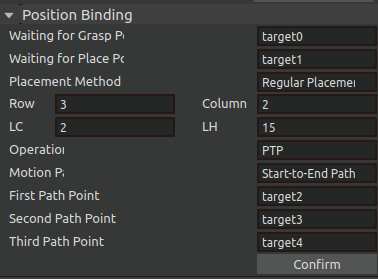 Position Binding
Waiting for Grasp Po target0
Waiting for Place Po target1
Placement Method Regular Placemen
Row 3 Column 2
LC 2 LH 15
Operation PTP
Motion Pa Start-to-End Path
First Path Point target2
Second Path Point target3
Third Path Point target4
Confirm